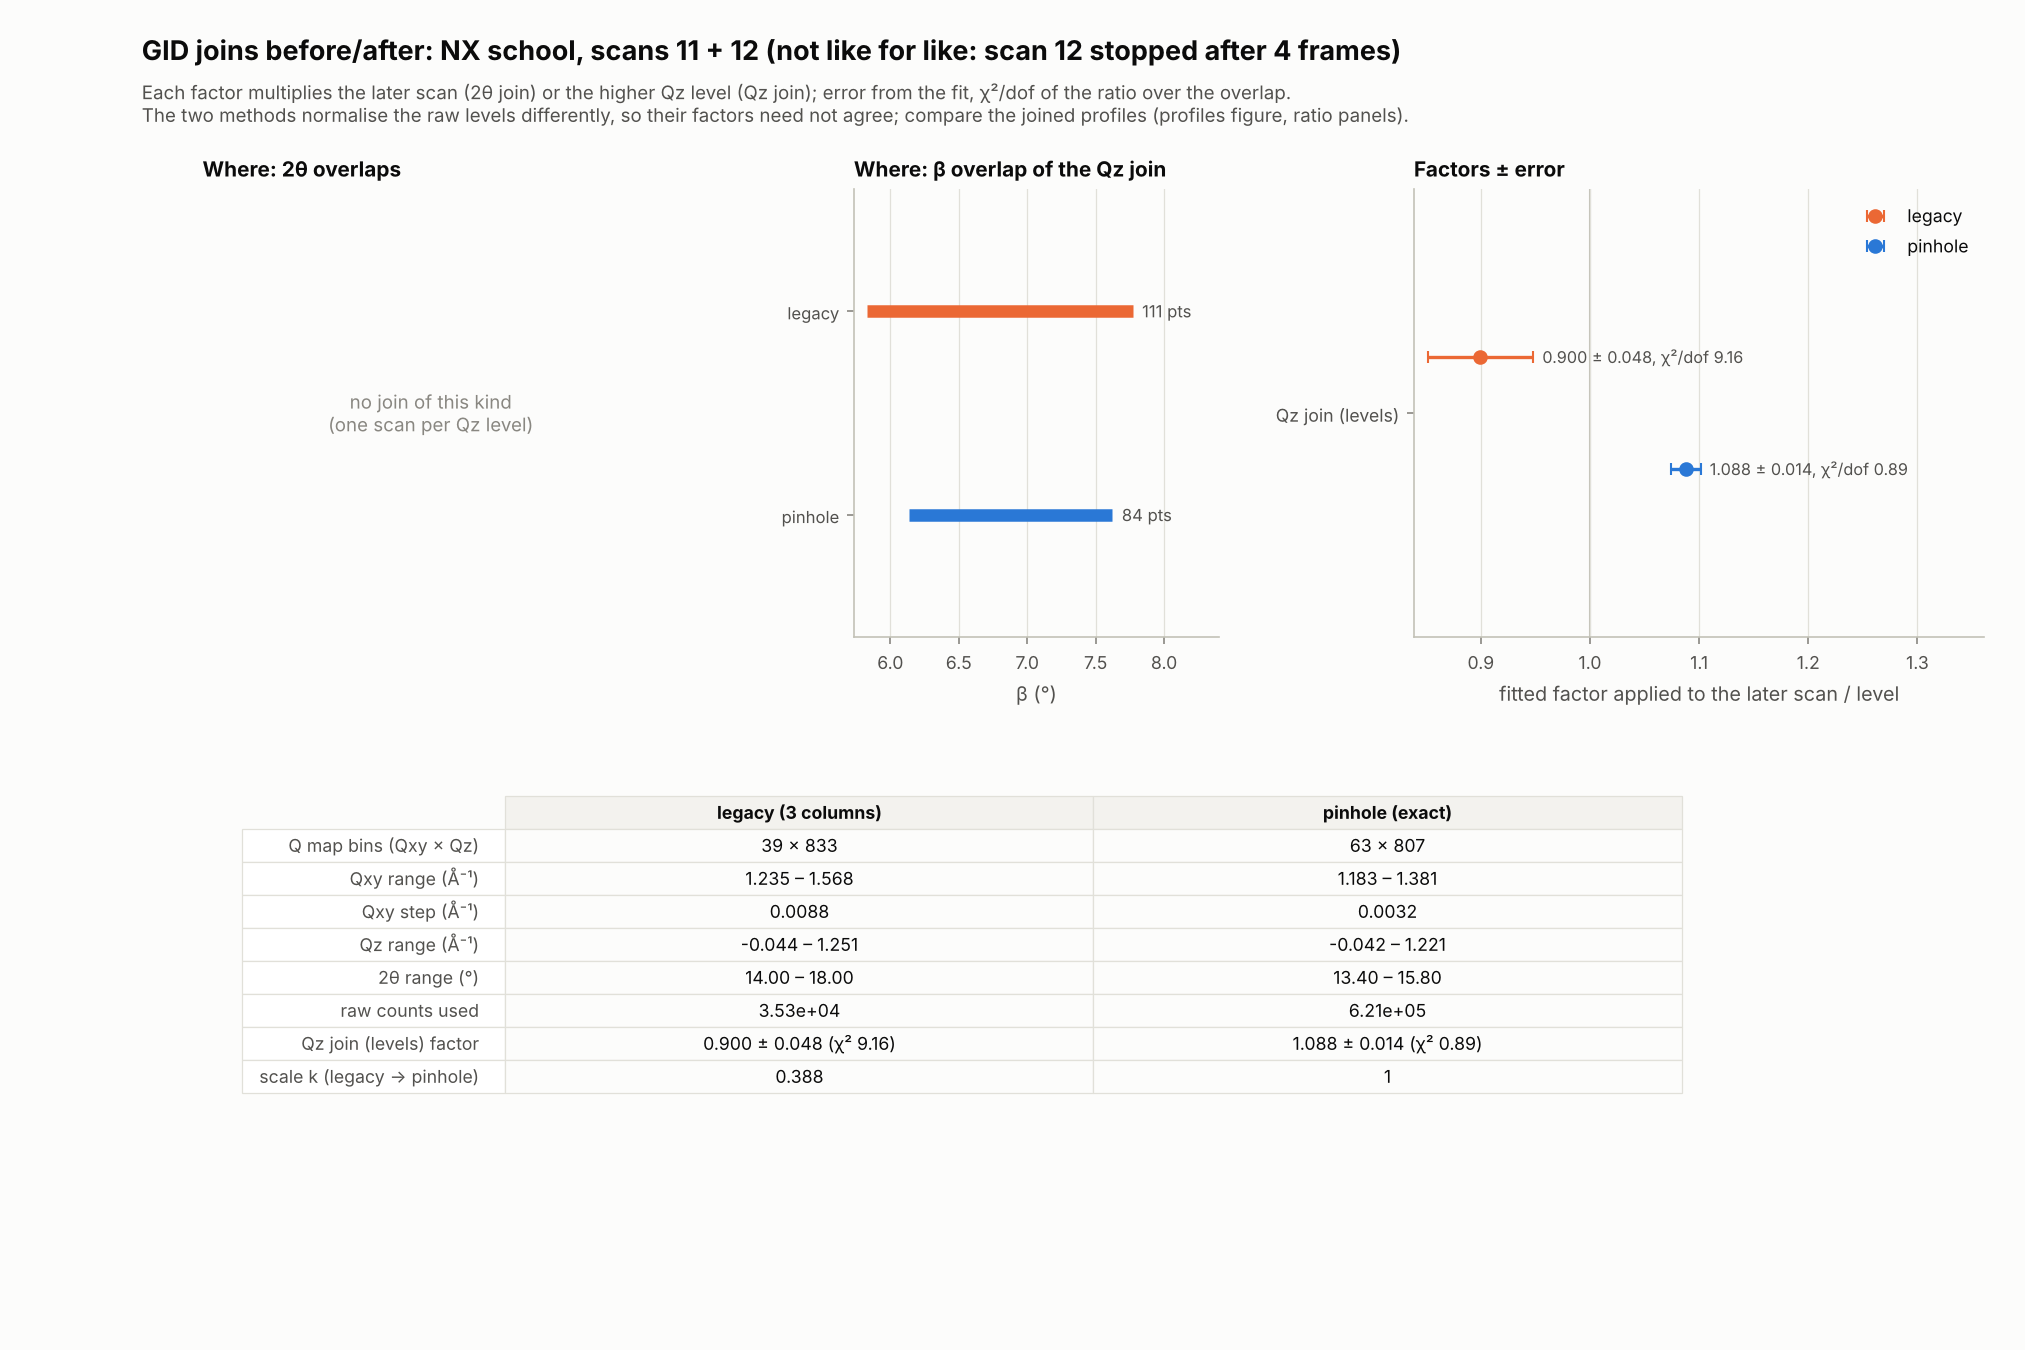 GID joins before/after: NX school, scans 11 + 12 (not like for like: scan 12 stopped after 4 frames)
Each factor multiplies the later scan (2θ join) or the higher Qz level (Qz join); error from the fit, χ²/dof of the ratio over the overlap.
The two methods normalise the raw levels differently, so their factors need not agree; compare the joined profiles (profiles figure, ratio panels).
Where: 2θ overlaps
no join of this kind
(one scan per Qz level)
Where: β overlap of the Qz join
legacy
111 pts
pinhole
84 pts
6.0 6.5 7.0 7.5 8.0
β (°)
Factors ± error
legacy
pinhole
0.900 ± 0.048, χ²/dof 9.16
Qz join (levels)
1.088 ± 0.014, χ²/dof 0.89
0.9 1.0 1.1 1.2 1.3
fitted factor applied to the later scan / level
legacy (3 columns) pinhole (exact)
Q map bins (Qxy × Qz) 39 × 833 63 × 807
Qxy range (Å⁻¹) 1.235 – 1.568 1.183 – 1.381
Qxy step (Å⁻¹) 0.0088 0.0032
Qz range (Å⁻¹) -0.044 – 1.251 -0.042 – 1.221
2θ range (°) 14.00 – 18.00 13.40 – 15.80
raw counts used 3.53e+04 6.21e+05
Qz join (levels) factor 0.900 ± 0.048 (χ² 9.16) 1.088 ± 0.014 (χ² 0.89)
scale k (legacy → pinhole) 0.388 1